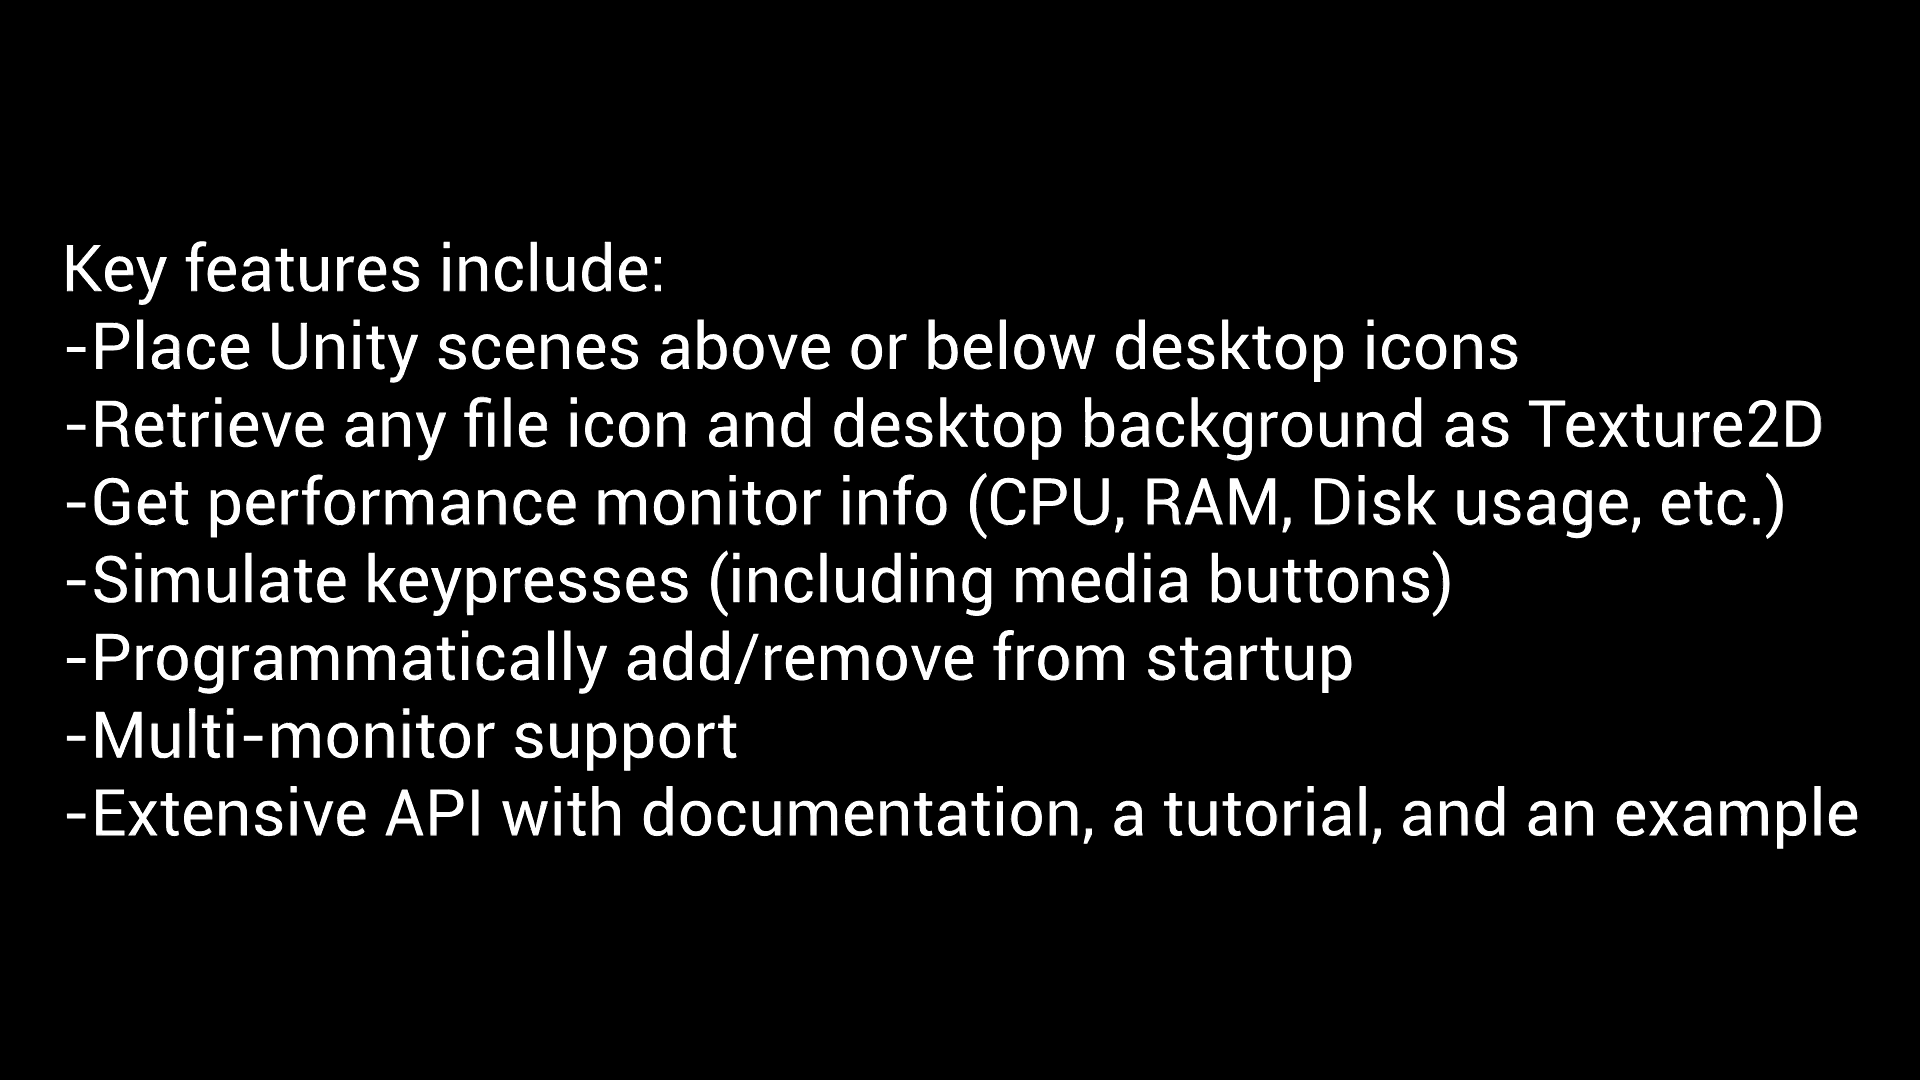 Key features include:
-Place Unity scenes above or below desktop icons
-Retrieve any file icon and desktop background as Texture2D
-Get performance monitor info (CPU, RAM, Disk usage, etc.)
-Simulate keypresses (including media buttons)
-Programmatically add/remove from startup
-Multi-monitor support
-Extensive API with documentation, a tutorial, and an example